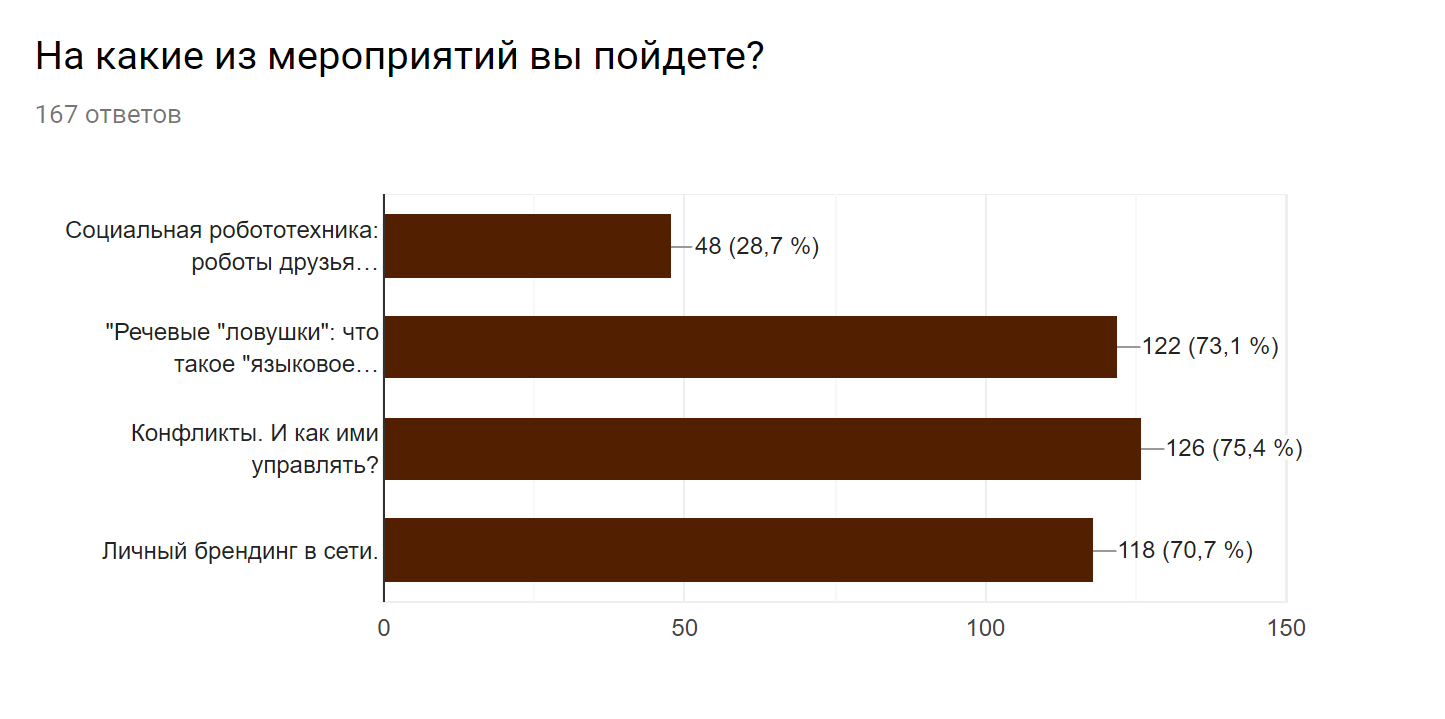 На какие из мероприятий вы пойдете?
167 ответов
Социальная робототехника:
роботы друзья…
48 (28,7 %)
"Речевые "ловушки": что
такое "языковое…
122 (73,1 %)
Конфликты. И как ими
управлять?
126 (75,4 %)
Личный брендинг в сети.
118 (70,7 %)
0 50 100 150